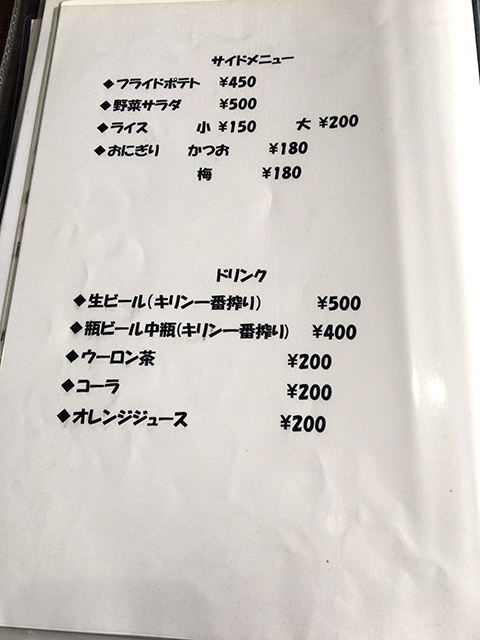 サイドメニュー
◆フライドポテト ¥450
◆野菜サラダ ¥500
◆ライス 小 ¥150 大 ¥200
◆おにぎり かつお ¥180
梅 ¥180
ドリンク
◆生ビール(キリン一番搾り) ¥500
◆瓶ビール中瓶(キリン一番搾り) ¥400
◆ウーロン茶 ¥200
◆コーラ ¥200
◆オレンジジュース ¥200